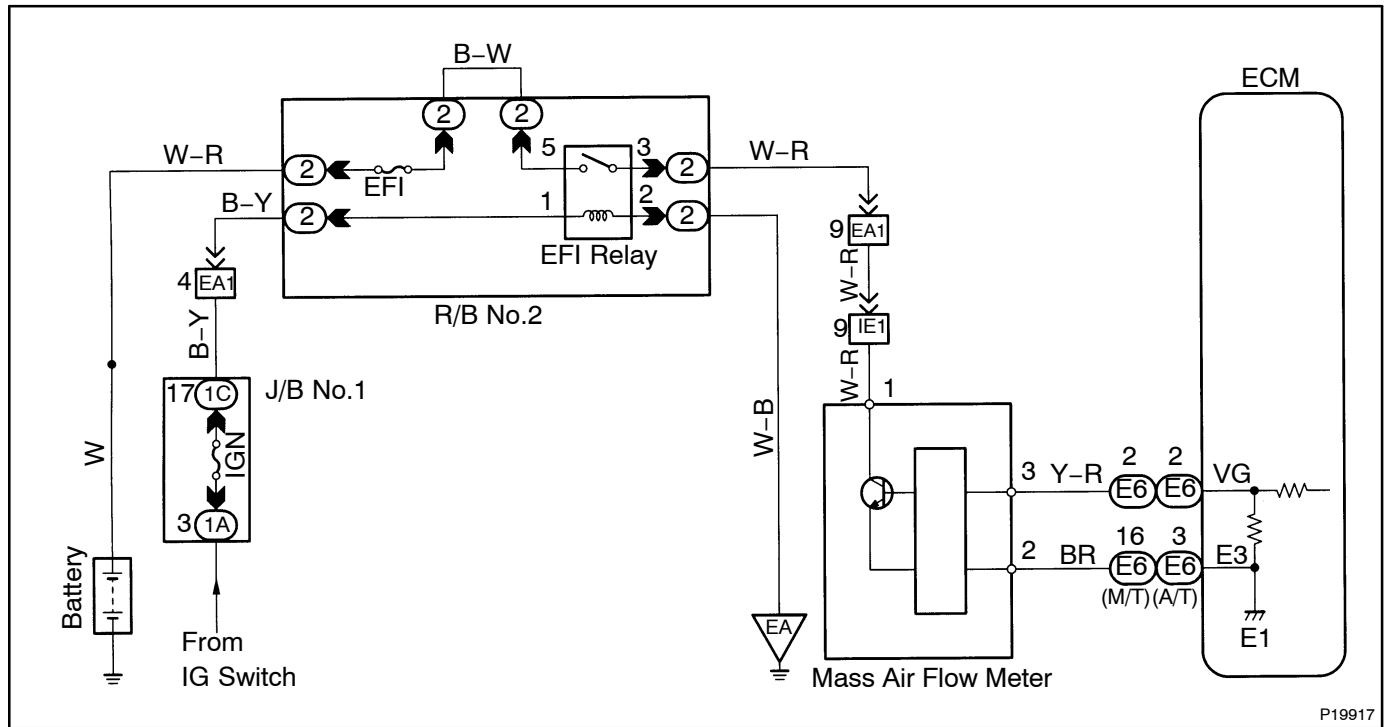 B–W
ECM
2 2
W–R
2
EFI
5 3
2
W–R
B–Y
2
1 2
2
EFI Relay
9 EA1
4 EA1
W–R
R/B No.2
9 IE1
B–Y
W–R
1
17 1C
J/B No.1
IGN
3 1A
W
W–B
3 Y–R 2 2 VG
E6 E6
2 BR 16 3 E3
E6 E6
(M/T) (A/T)
E1
Battery
From
IG Switch
EA
Mass Air Flow Meter
P19917